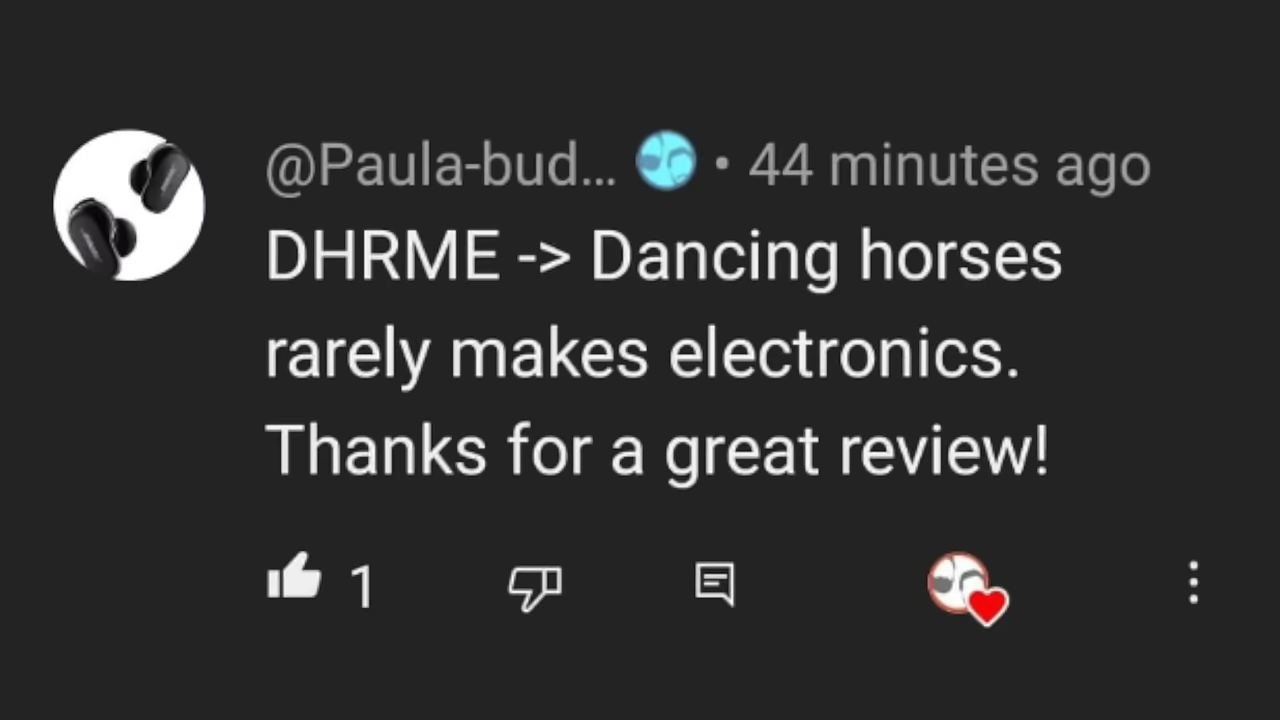 @Paula-bud... • 44 minutes ago
DHRME -> Dancing horses
rarely makes electronics.
Thanks for a great review!
1